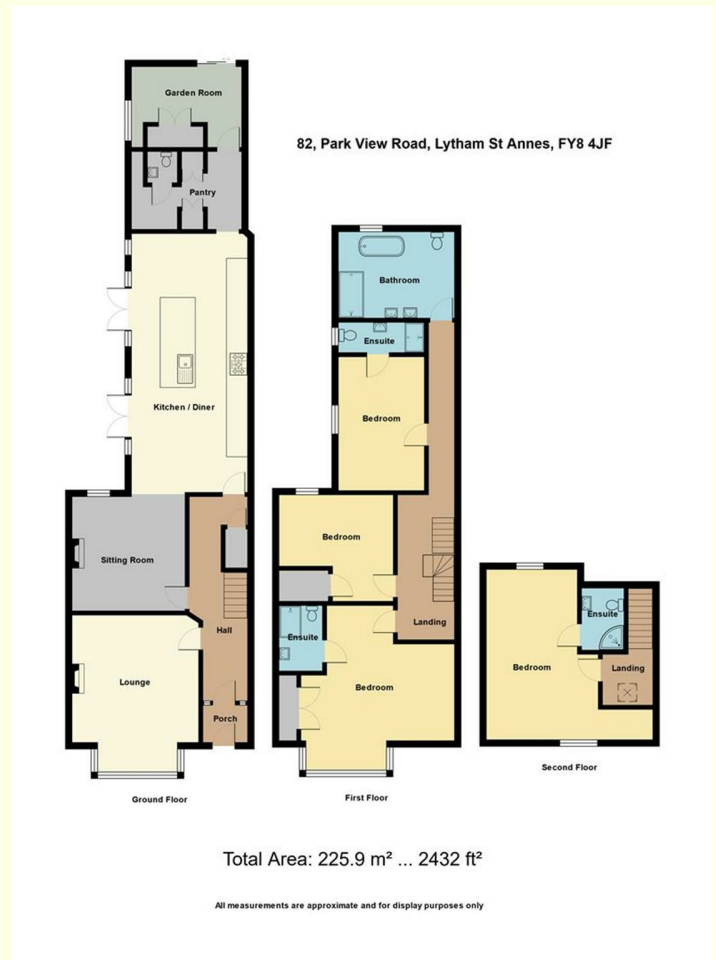 82, Park View Road, Lytham St Annes, FY8 4JF
Garden Room
Pantry
Kitchen / Diner
Sitting Room
Hall
Lounge
Porch
Ground Floor
Bathroom
Ensuite
Bedroom
Bedroom
Landing
Ensuite
Bedroom
First Floor
Ensuite
Bedroom
Landing
Second Floor
Total Area: 225.9 m² ... 2432 ft²
All measurements are approximate and for display purposes only